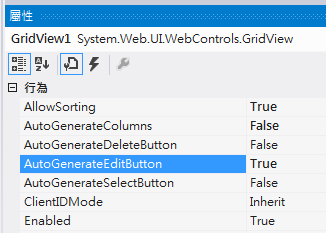 屬性
GridView1 System.Web.UI.WebControls.GridView
行為
AllowSorting True
AutoGenerateColumns False
AutoGenerateDeleteButton False
AutoGenerateEditButton True
AutoGenerateSelectButton False
ClientIDMode Inherit
Enabled True